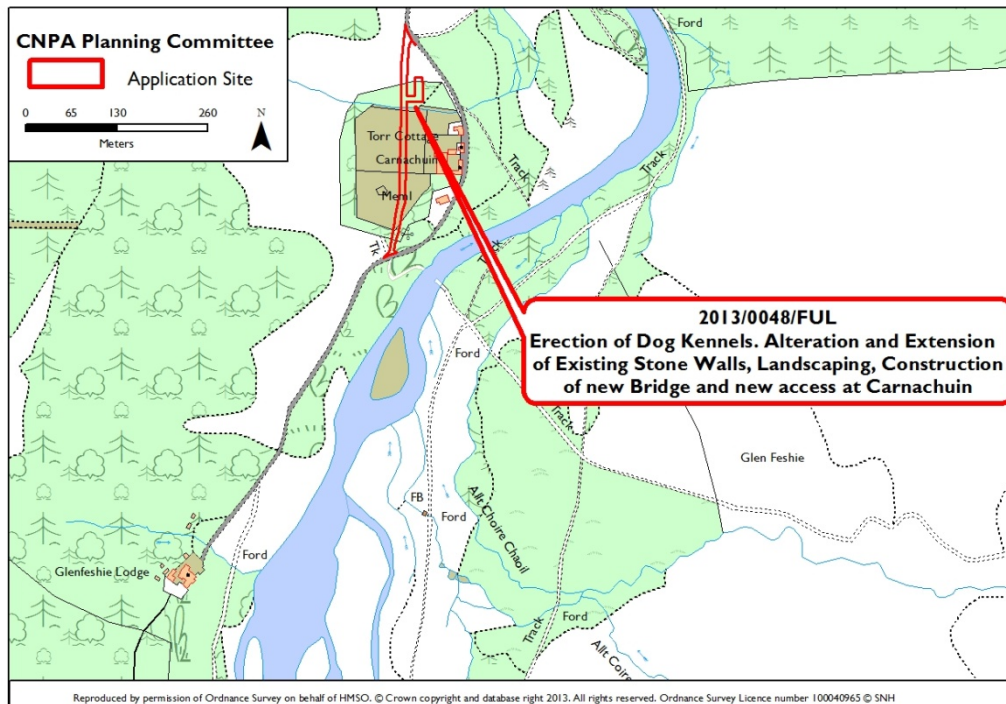 CNPA Planning Committee
Application Site
0 65 130 260
N
Meters
Ford
Torr Cottage
Carnachuin
Meml
Track
Track
Tk
2013/0048/FUL
Erection of Dog Kennels. Alteration and Extension
of Existing Stone Walls, Landscaping, Construction
of new Bridge and new access at Carnachuin
Ford
Track
Glen Feshie
FB
Ford
Allt Choire Chaoil
Ford
Glenfeshie Lodge
Ford
Track
Allt Coire
Reproduced by permission of Ordnance Survey on behalf of HMSO. © Crown copyright and database right 2013. All rights reserved. Ordnance Survey Licence number 100040965 © SNH